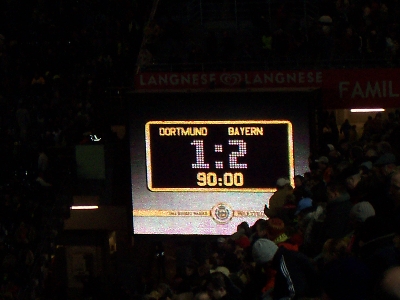 LANGNESE LANGNESE
FAMIL
DORTMUND BAYERN
1:2
90:00